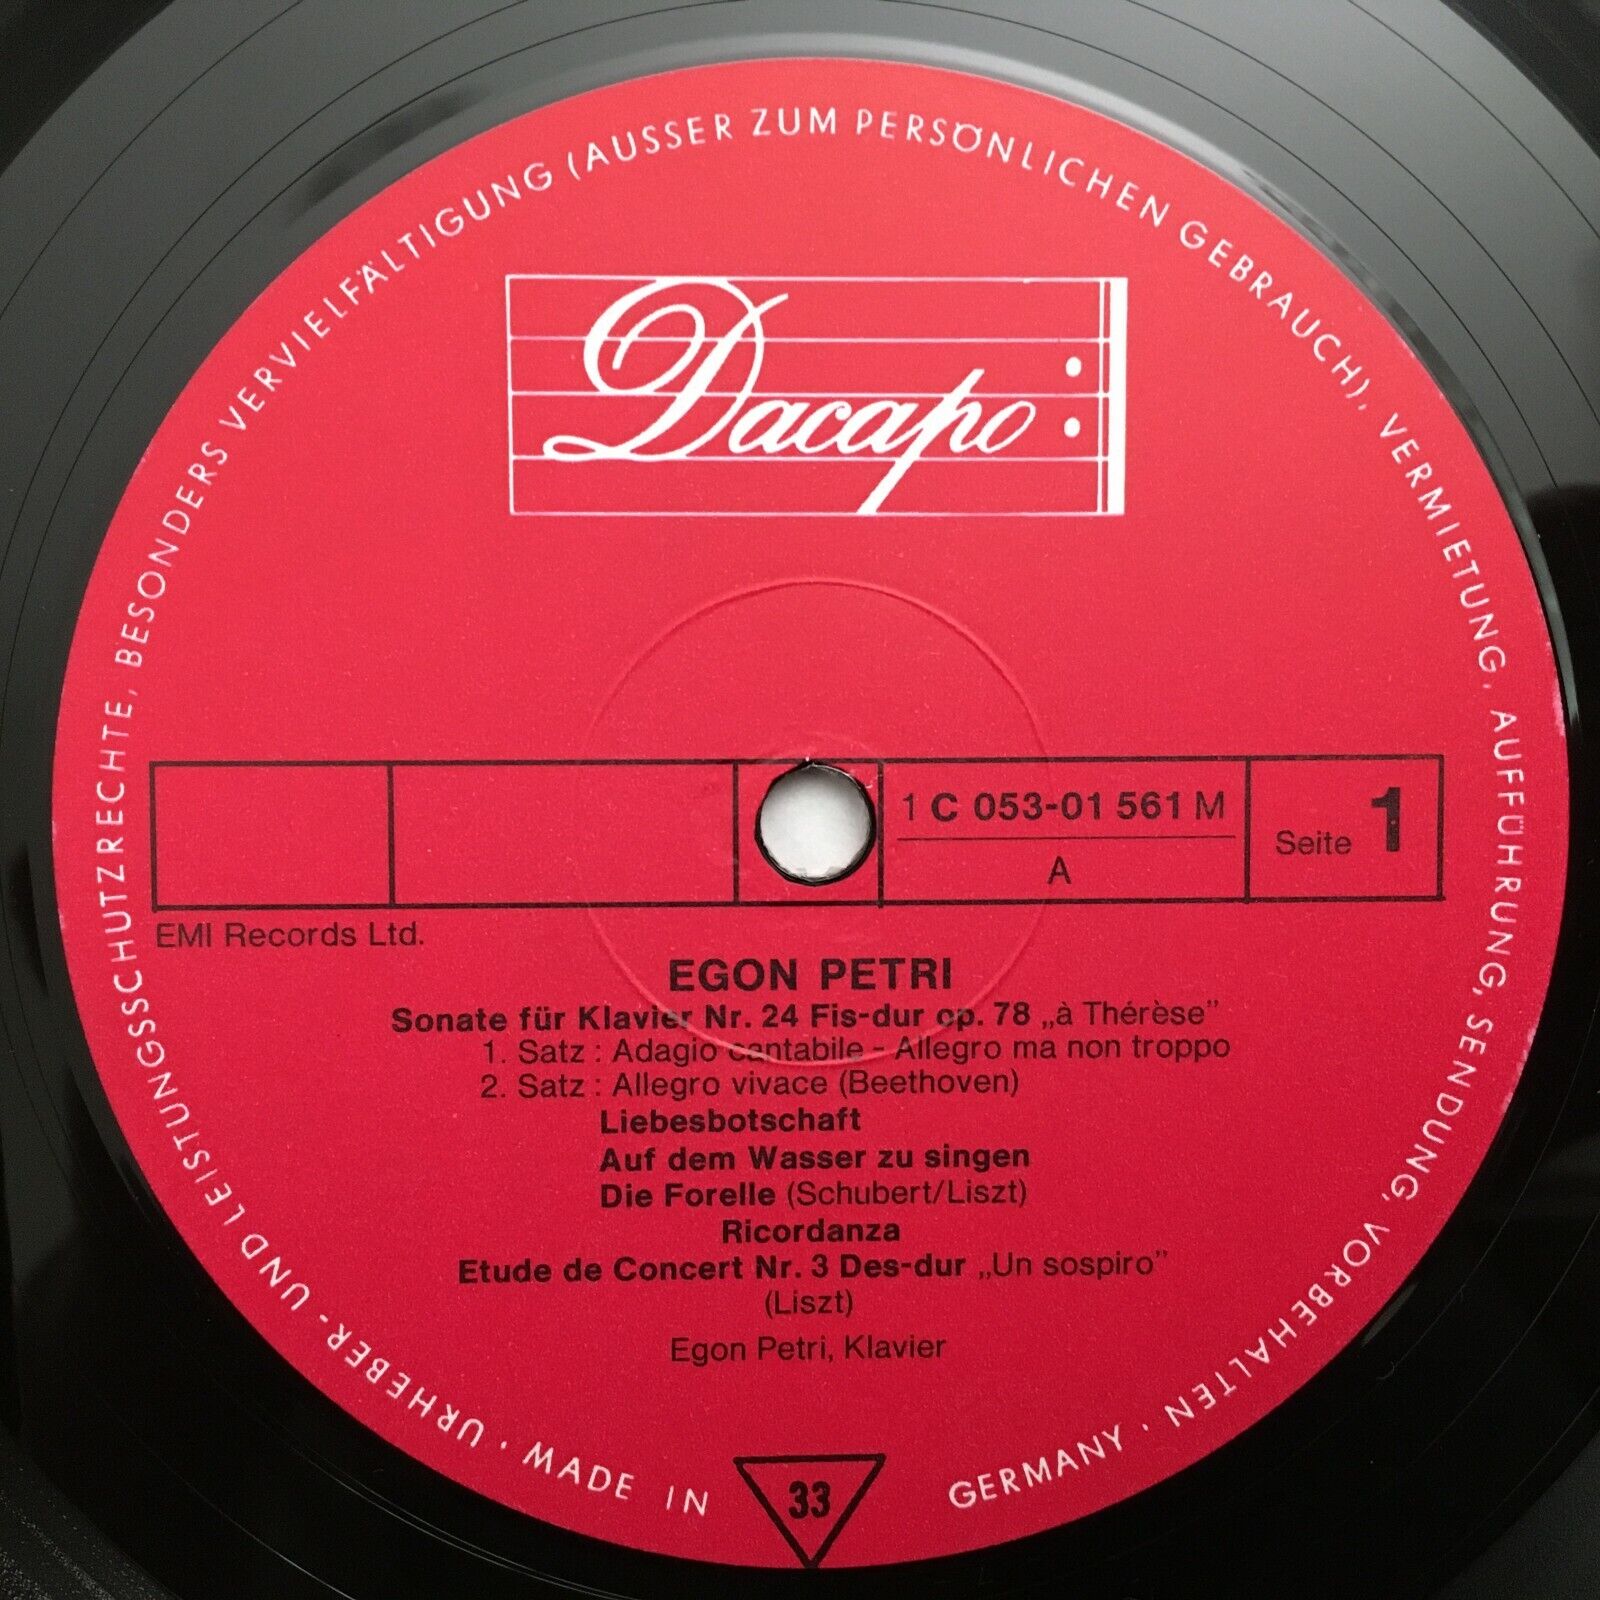 URHEBER- UND LEISTUNGSSCHUTZRECHTE, BESONDERS VERVIELFÄLTIGUNG (AUSSER ZUM PERSÖNLICHEN GEBRAUCH), VERMIETUNG, AUFFÜHRUNG, SENDUNG, VORBEHALTEN ·
Dacapo
1 C 053-01 561 M
A
Seite 1
EMI Records Ltd.
EGON PETRI
Sonate für Klavier Nr. 24 Fis-dur op. 78 „à Thérèse”
1. Satz : Adagio cantabile - Allegro ma non troppo
2. Satz : Allegro vivace (Beethoven)
Liebesbotschaft
Auf dem Wasser zu singen
Die Forelle (Schubert/Liszt)
Ricordanza
Etude de Concert Nr. 3 Des-dur „Un sospiro”
(Liszt)
Egon Petri, Klavier
· MADE IN GERMANY
33